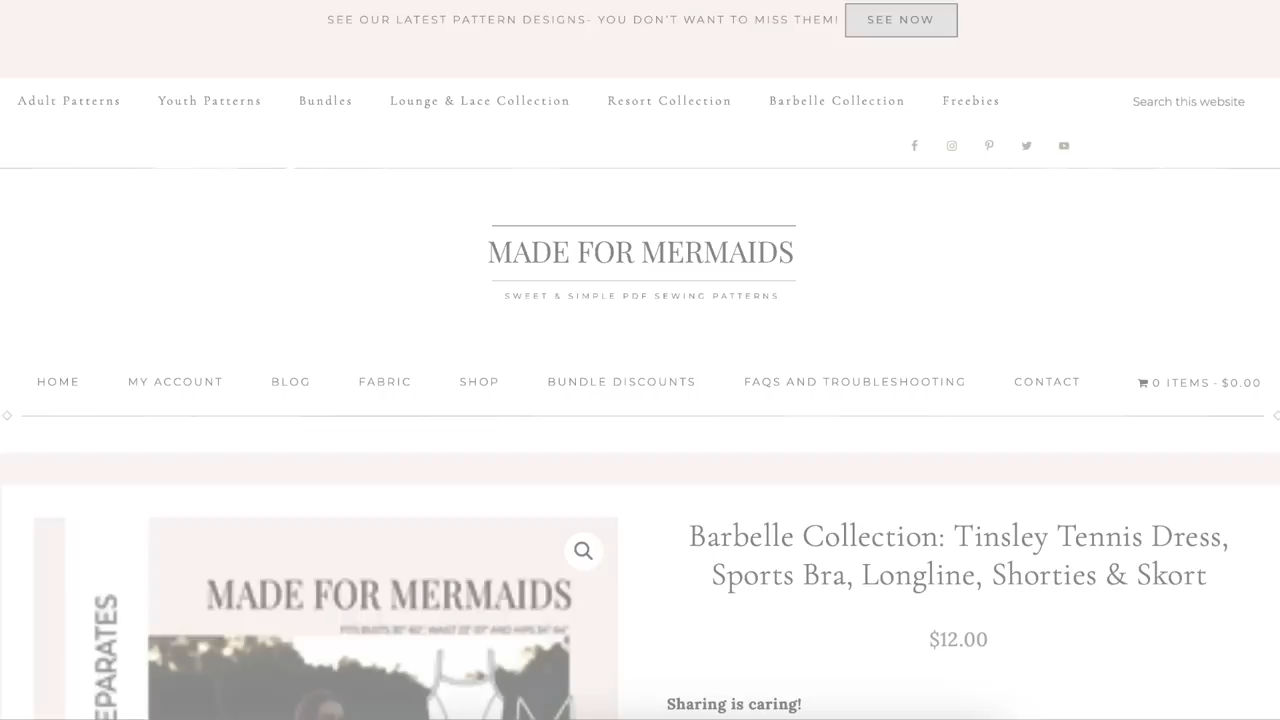 SEE OUR LATEST PATTERN DESIGNS- YOU DON'T WANT TO MISS THEM! SEE NOW
Adult Patterns Youth Patterns Bundles Lounge & Lace Collection Resort Collection Barbelle Collection Freebies Search this website
MADE FOR MERMAIDS
SWEET & SIMPLE PDF SEWING PATTERNS
HOME MY ACCOUNT BLOG FABRIC SHOP BUNDLE DISCOUNTS FAQS AND TROUBLESHOOTING CONTACT 0 ITEMS - $0.00
MADE FOR MERMAIDS
Barbelle Collection: Tinsley Tennis Dress,
Sports Bra, Longline, Shorties & Skort
$12.00
Sharing is caring!